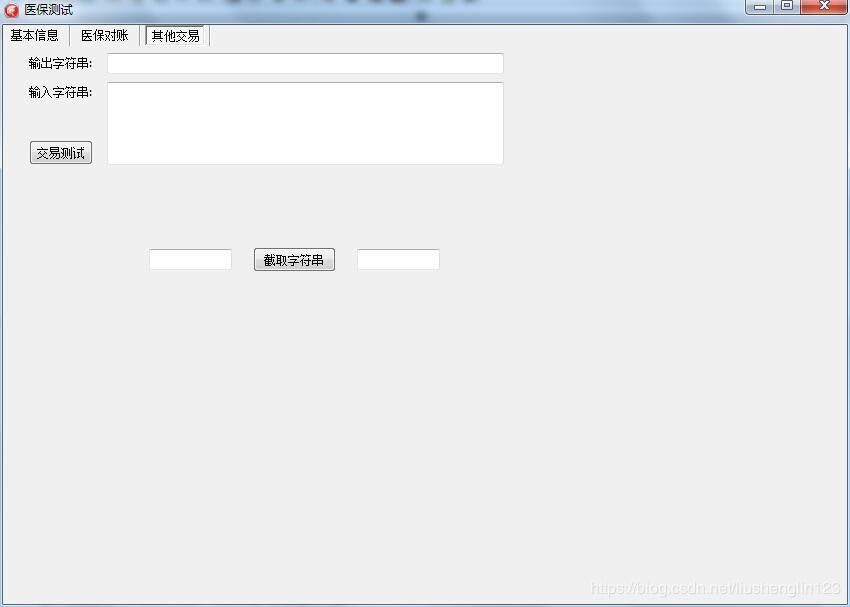 医保测试
基本信息 医保对账 其他交易
输出字符串:
输入字符串:
交易测试
截取字符串
https://blog.csdn.net/liushenglin123